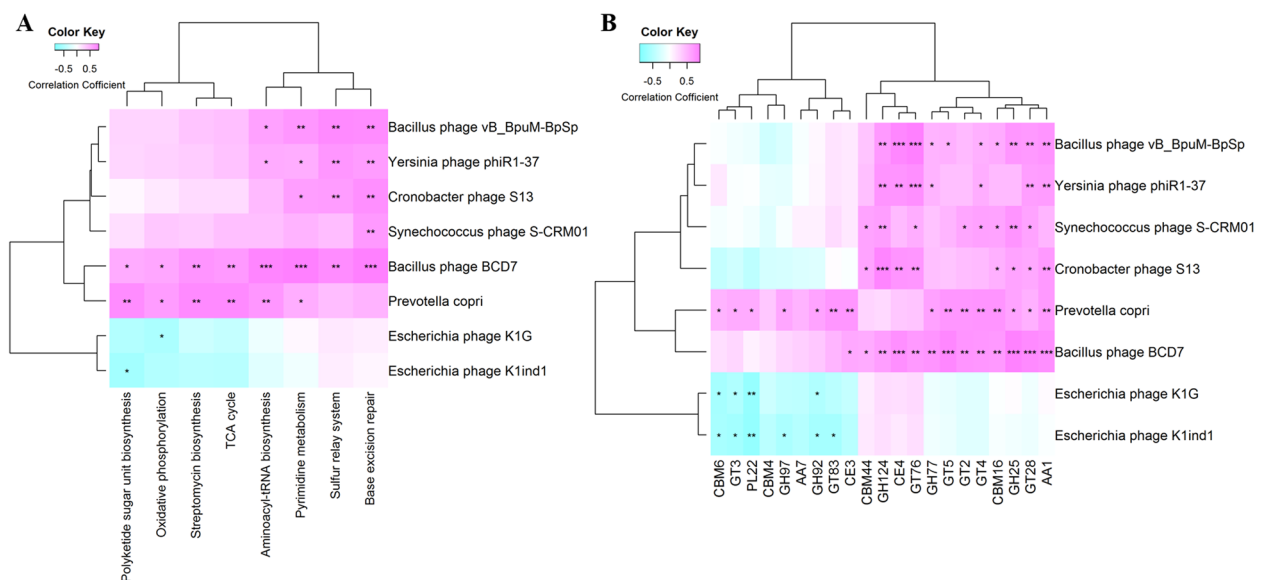 A
Color Key
-0.5 0.5
Correlation Cofficient
* ** ** **
Bacillus phage vB_BpuM-BpSp
* * ** **
Yersinia phage phiR1-37
* ** **
Cronobacter phage S13
**
Synechococcus phage S-CRM01
* * ** ** *** *** ** ***
Bacillus phage BCD7
** * ** ** ** *
Prevotella copri
*
Escherichia phage K1G
*
Escherichia phage K1ind1
Polyketide sugar unit biosynthesis
Oxidative phosphorylation
Streptomycin biosynthesis
TCA cycle
Aminoacyl-tRNA biosynthesis
Pyrimidine metabolism
Sulfur relay system
Base excision repair
B
Color Key
-0.5 0.5
Correlation Cofficient
** *** *** * * * * ** ** **
Bacillus phage vB_BpuM-BpSp
** ** *** * * ** **
Yersinia phage phiR1-37
* ** * * * * ** *
Synechococcus phage S-CRM01
* *** ** ** * * * **
Cronobacter phage S13
* * * * * ** ** * ** ** ** ** * * **
Prevotella copri
* * ** *** ** ** *** ** ** ** *** *** ***
Bacillus phage BCD7
* * ** *
Escherichia phage K1G
* * ** * * *
Escherichia phage K1ind1
CBM6
GT3
PL22
CBM4
GH97
AA7
GH92
GT83
CE3
CBM44
GH124
CE4
GT76
GH77
GT5
GT2
GT4
CBM16
GH25
GT28
AA1